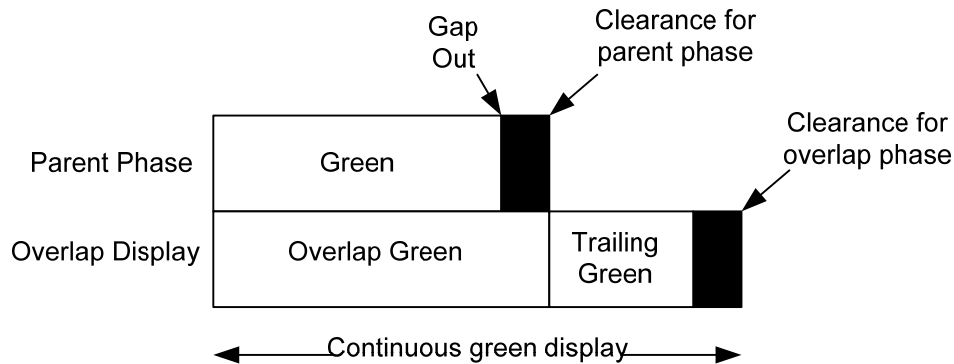 Gap
Out
Clearance for
parent phase
Clearance for
overlap phase
Parent Phase
Green
Overlap Display
Overlap Green
Trailing
Green
Continuous green display